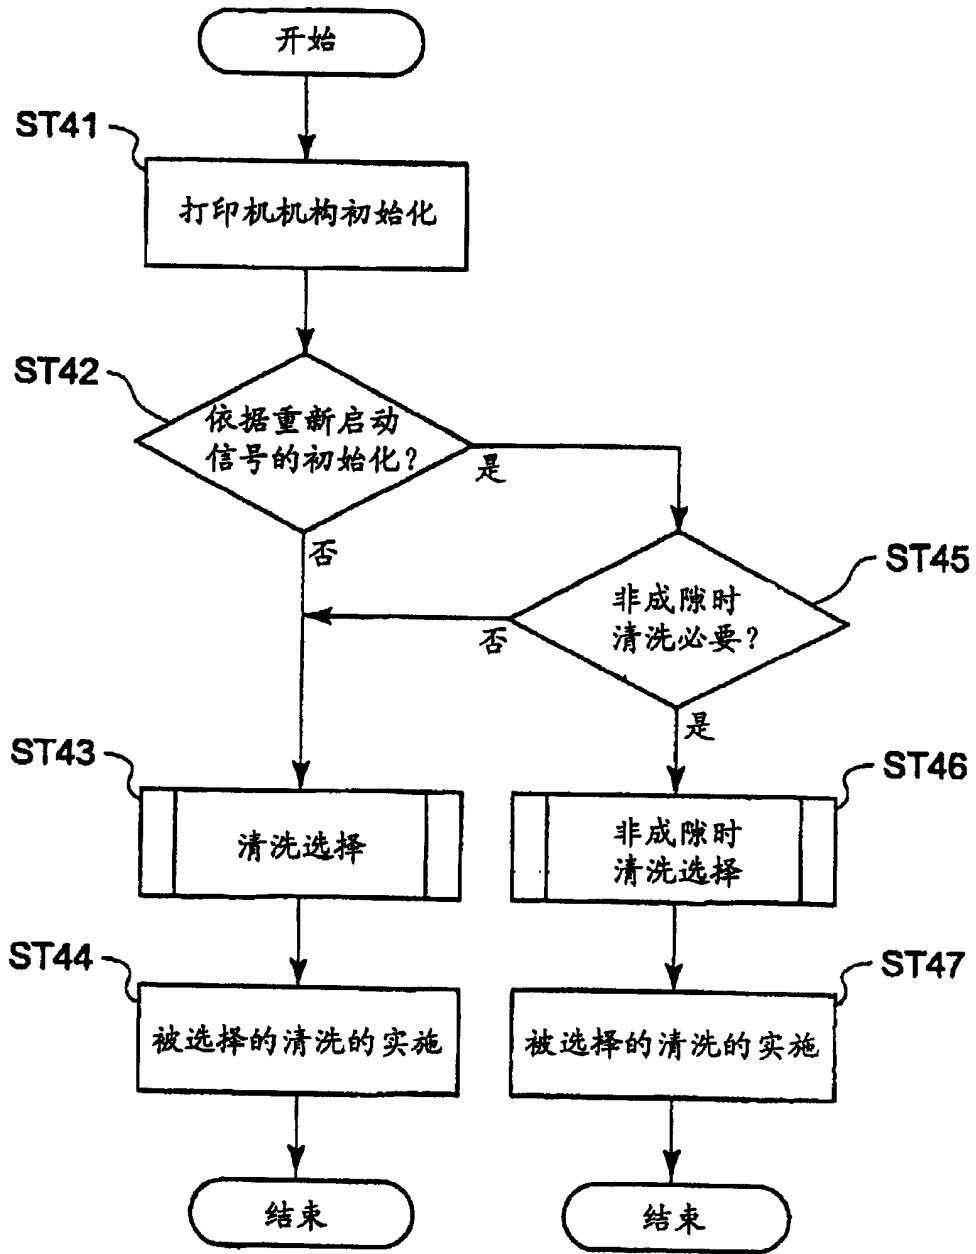 开始
ST41
打印机机构初始化
ST42
依据重新启动
信号的初始化?
是
否
ST45
非成隙时
清洗必要?
否
是
ST43
清洗选择
ST46
非成隙时
清洗选择
ST44
被选择的清洗的实施
ST47
被选择的清洗的实施
结束
结束